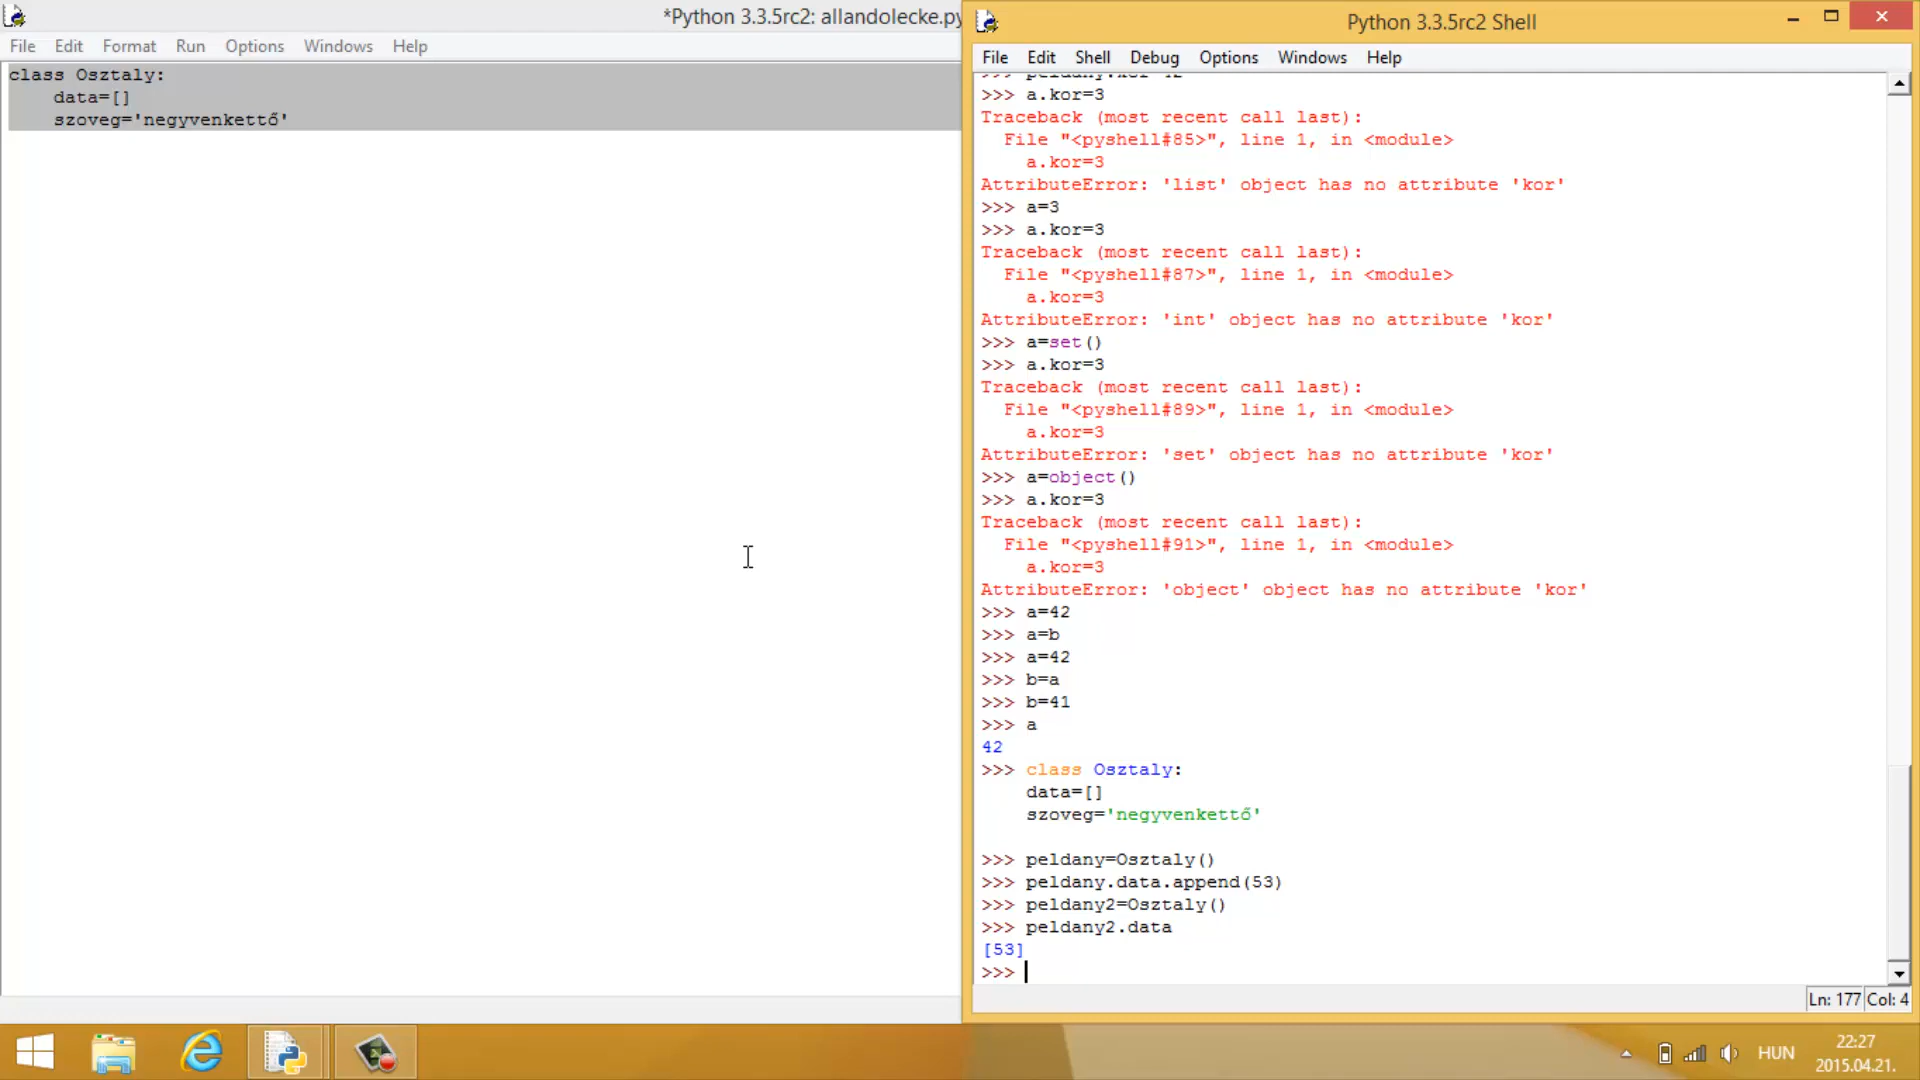 *Python 3.3.5rc2: allandolecke.py
File Edit Format Run Options Windows Help
class Osztaly:
    data=[]
    szoveg='negyvenkettő'
Python 3.3.5rc2 Shell
File Edit Shell Debug Options Windows Help
>>> a.kor=3
Traceback (most recent call last):
  File "<pyshell#85>", line 1, in <module>
    a.kor=3
AttributeError: 'list' object has no attribute 'kor'
>>> a=3
>>> a.kor=3
Traceback (most recent call last):
  File "<pyshell#87>", line 1, in <module>
    a.kor=3
AttributeError: 'int' object has no attribute 'kor'
>>> a=set()
>>> a.kor=3
Traceback (most recent call last):
  File "<pyshell#89>", line 1, in <module>
    a.kor=3
AttributeError: 'set' object has no attribute 'kor'
>>> a=object()
>>> a.kor=3
Traceback (most recent call last):
  File "<pyshell#91>", line 1, in <module>
    a.kor=3
AttributeError: 'object' object has no attribute 'kor'
>>> a=42
>>> a=b
>>> a=42
>>> b=a
>>> b=41
>>> a
42
>>> class Osztaly:
    data=[]
    szoveg='negyvenkettő'
>>> peldany=Osztaly()
>>> peldany.data.append(53)
>>> peldany2=Osztaly()
>>> peldany2.data
[53]
>>>
Ln: 177 Col: 4
HUN
22:27
2015.04.21.